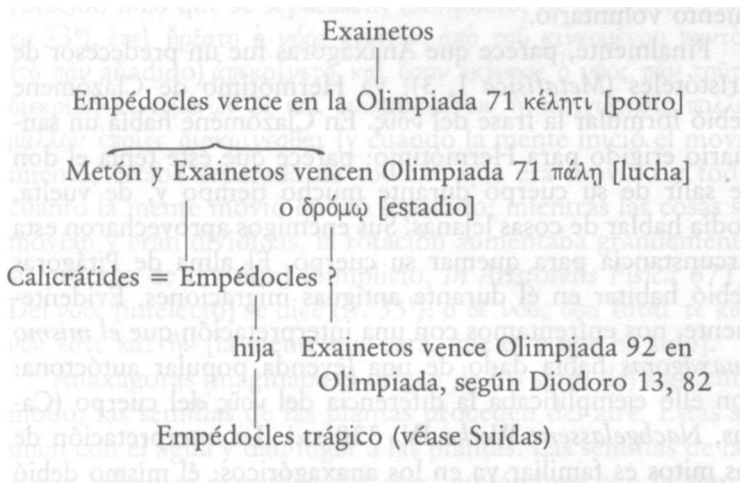 Exainetos
Empédocles vence en la Olimpiada 71 κέλητι [potro]
Metón y Exainetos vencen Olimpiada 71 πάλῃ [lucha]
o δρόμῳ [estadio]
Calicrátides = Empédocles ?
hija Exainetos vence Olimpiada 92 en
Olimpiada, según Diodoro 13, 82
Empédocles trágico (véase Suidas)